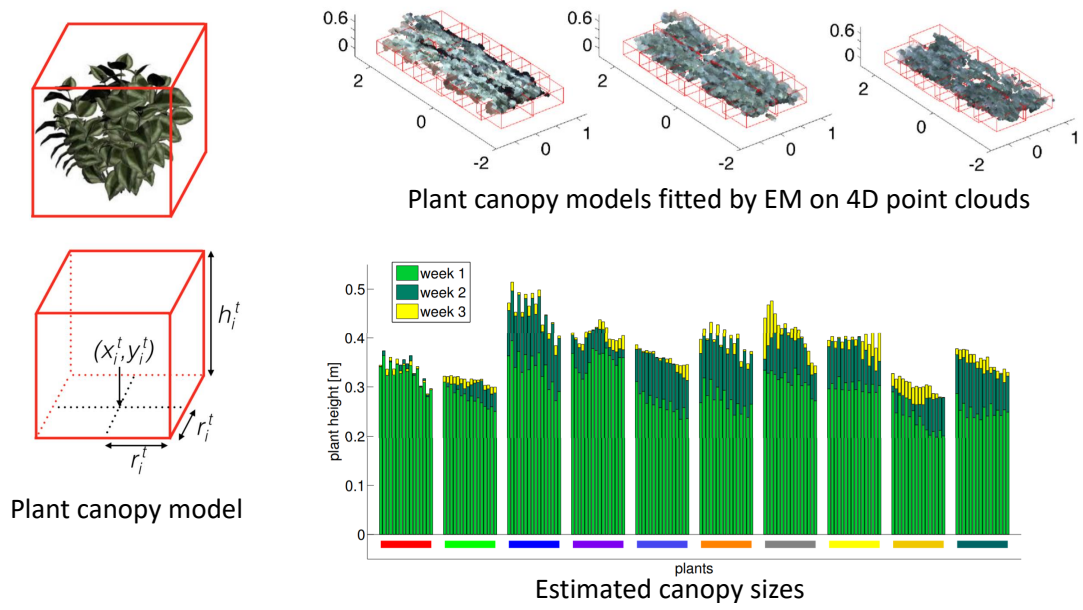 h_i^t
(x_i^t,y_i^t)
r_i^t
r_i^t
Plant canopy model
0.6
0
2
0
-2
0
1
0.6
0
2
0
-2
0
1
0.6
0
2
0
-2
0
1
Plant canopy models fitted by EM on 4D point clouds
week 1
week 2
week 3
0.5
0.4
0.3
0.2
0.1
0
plant height [m]
plants
Estimated canopy sizes